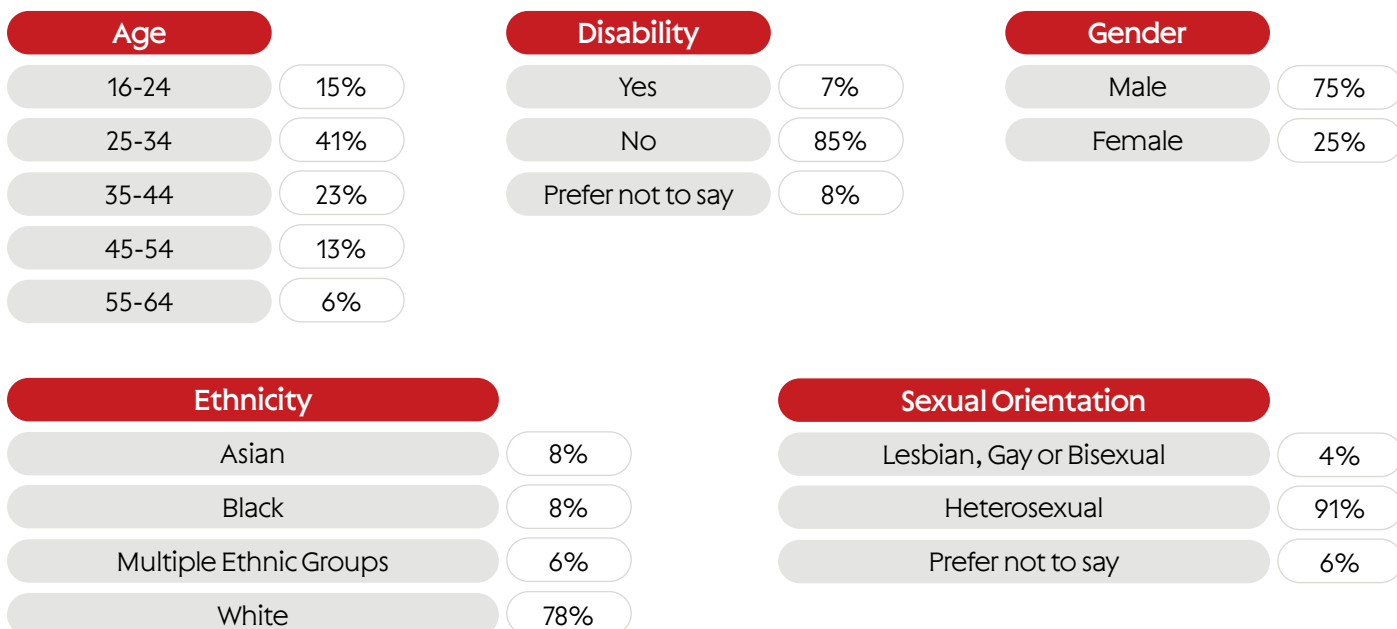 Age
16-24 15%
25-34 41%
35-44 23%
45-54 13%
55-64 6%
Disability
Yes 7%
No 85%
Prefer not to say 8%
Gender
Male 75%
Female 25%
Ethnicity
Asian 8%
Black 8%
Multiple Ethnic Groups 6%
White 78%
Sexual Orientation
Lesbian, Gay or Bisexual 4%
Heterosexual 91%
Prefer not to say 6%